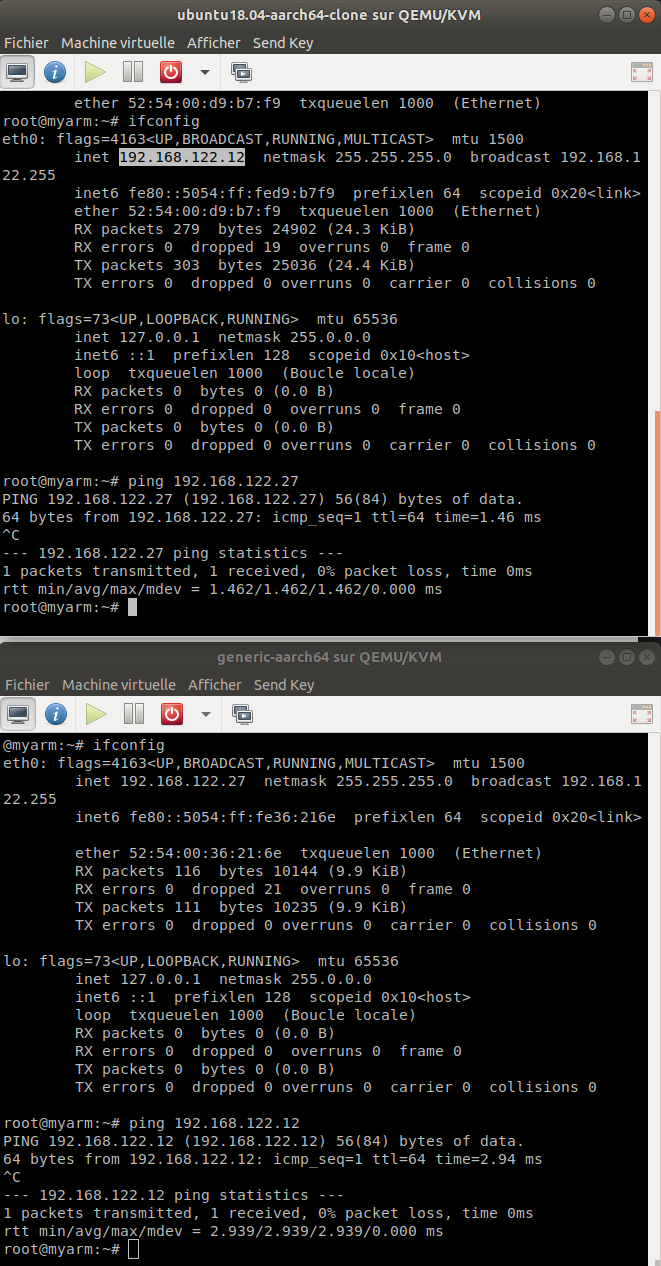 ubuntu18.04-aarch64-clone sur QEMU/KVM
Fichier Machine virtuelle Afficher Send Key
ether 52:54:00:d9:b7:f9 txqueuelen 1000 (Ethernet)
root@myarm:~# ifconfig
eth0: flags=4163<UP,BROADCAST,RUNNING,MULTICAST> mtu 1500
inet 192.168.122.12 netmask 255.255.255.0 broadcast 192.168.1
22.255
inet6 fe80::5054:ff:fed9:b7f9 prefixlen 64 scopeid 0x20<link>
ether 52:54:00:d9:b7:f9 txqueuelen 1000 (Ethernet)
RX packets 279 bytes 24902 (24.3 KiB)
RX errors 0 dropped 19 overruns 0 frame 0
TX packets 303 bytes 25036 (24.4 KiB)
TX errors 0 dropped 0 overruns 0 carrier 0 collisions 0
lo: flags=73<UP,LOOPBACK,RUNNING> mtu 65536
inet 127.0.0.1 netmask 255.0.0.0
inet6 ::1 prefixlen 128 scopeid 0x10<host>
loop txqueuelen 1000 (Boucle locale)
RX packets 0 bytes 0 (0.0 B)
RX errors 0 dropped 0 overruns 0 frame 0
TX packets 0 bytes 0 (0.0 B)
TX errors 0 dropped 0 overruns 0 carrier 0 collisions 0
root@myarm:~# ping 192.168.122.27
PING 192.168.122.27 (192.168.122.27) 56(84) bytes of data.
64 bytes from 192.168.122.27: icmp_seq=1 ttl=64 time=1.46 ms
^C
--- 192.168.122.27 ping statistics ---
1 packets transmitted, 1 received, 0% packet loss, time 0ms
rtt min/avg/max/mdev = 1.462/1.462/1.462/0.000 ms
root@myarm:~#
generic-aarch64 sur QEMU/KVM
Fichier Machine virtuelle Afficher Send Key
@myarm:~# ifconfig
eth0: flags=4163<UP,BROADCAST,RUNNING,MULTICAST> mtu 1500
inet 192.168.122.27 netmask 255.255.255.0 broadcast 192.168.1
22.255
inet6 fe80::5054:ff:fe36:216e prefixlen 64 scopeid 0x20<link>
ether 52:54:00:36:21:6e txqueuelen 1000 (Ethernet)
RX packets 116 bytes 10144 (9.9 KiB)
RX errors 0 dropped 21 overruns 0 frame 0
TX packets 111 bytes 10235 (9.9 KiB)
TX errors 0 dropped 0 overruns 0 carrier 0 collisions 0
lo: flags=73<UP,LOOPBACK,RUNNING> mtu 65536
inet 127.0.0.1 netmask 255.0.0.0
inet6 ::1 prefixlen 128 scopeid 0x10<host>
loop txqueuelen 1000 (Boucle locale)
RX packets 0 bytes 0 (0.0 B)
RX errors 0 dropped 0 overruns 0 frame 0
TX packets 0 bytes 0 (0.0 B)
TX errors 0 dropped 0 overruns 0 carrier 0 collisions 0
root@myarm:~# ping 192.168.122.12
PING 192.168.122.12 (192.168.122.12) 56(84) bytes of data.
64 bytes from 192.168.122.12: icmp_seq=1 ttl=64 time=2.94 ms
^C
--- 192.168.122.12 ping statistics ---
1 packets transmitted, 1 received, 0% packet loss, time 0ms
rtt min/avg/max/mdev = 2.939/2.939/2.939/0.000 ms
root@myarm:~#